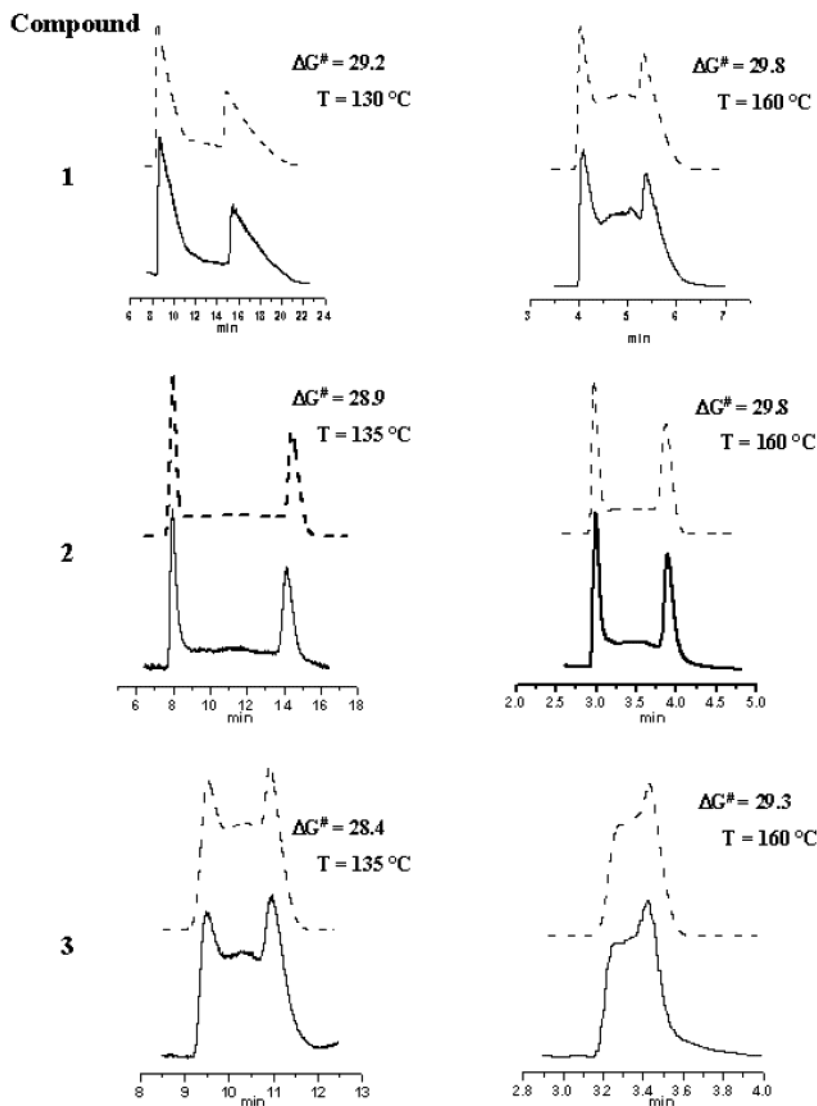 Compound
ΔG# = 29.2
T = 130 °C
ΔG# = 29.8
T = 160 °C
1
6 8 10 12 14 16 18 20 22 24
min
3 4 5 6 7
min
ΔG# = 28.9
T = 135 °C
ΔG# = 29.8
T = 160 °C
2
6 8 10 12 14 16 18
min
2.0 2.5 3.0 3.5 4.0 4.5 5.0
min
ΔG# = 28.4
T = 135 °C
ΔG# = 29.3
T = 160 °C
3
8 9 10 11 12 13
min
2.8 3.0 3.2 3.4 3.6 3.8 4.0
min